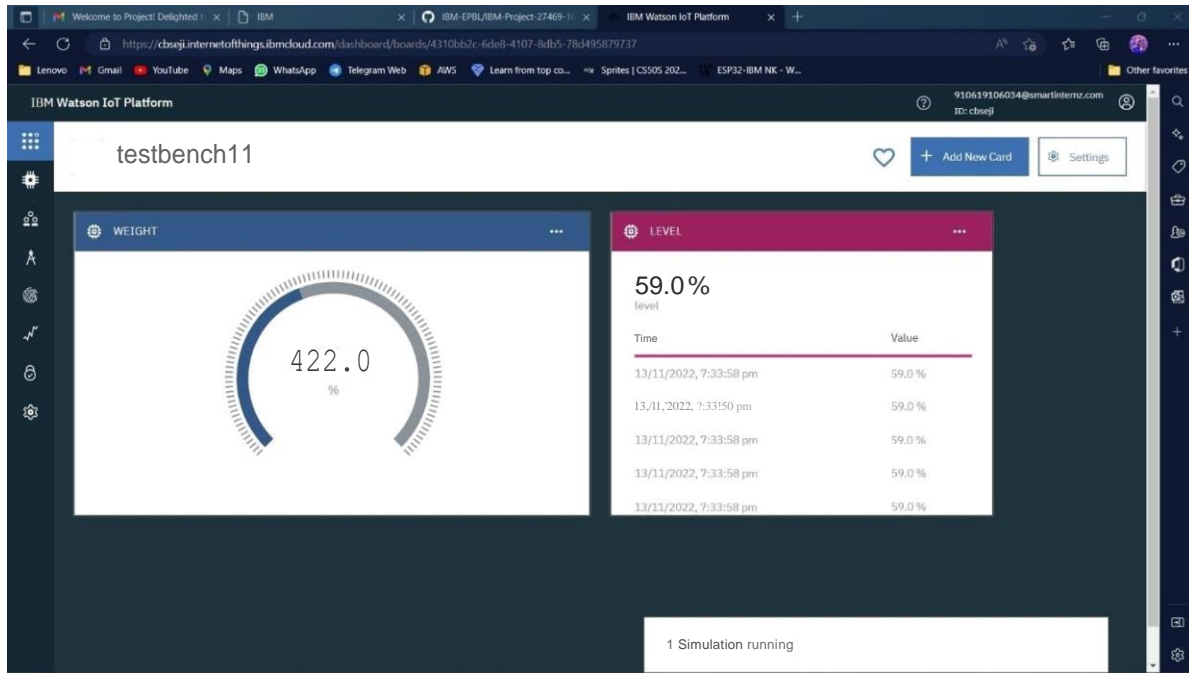 Welcome to Project! Delighted t
IBM
IBM-EPBL/IBM-Project-27469-16
IBM Watson IoT Platform
https://cbseji.internetofthings.ibmcloud.com/dashboard/boards/4310bb2c-6de8-4107-8db5-78d495879737
Lenovo Gmail YouTube Maps WhatsApp Telegram Web AWS Learn from top co... Sprites | CS505 202... ESP32-IBM NK - W... Other favorites
IBM Watson IoT Platform
910619106034@smartinternz.com
ID: cbseji
testbench11
+ Add New Card
Settings
WEIGHT
422.0
%
LEVEL
59.0%
level
Time Value
13/11/2022, 7:33:58 pm 59.0 %
13,/11,'2022, ?:33!50 pm 59.0 %
13/11/2022, 7:33:58 pm 59.0 %
13/11/2022, 7:33:58 pm 59.0 %
13/11/2022, 7:33:58 pm 59.0 %
1 Simulation running